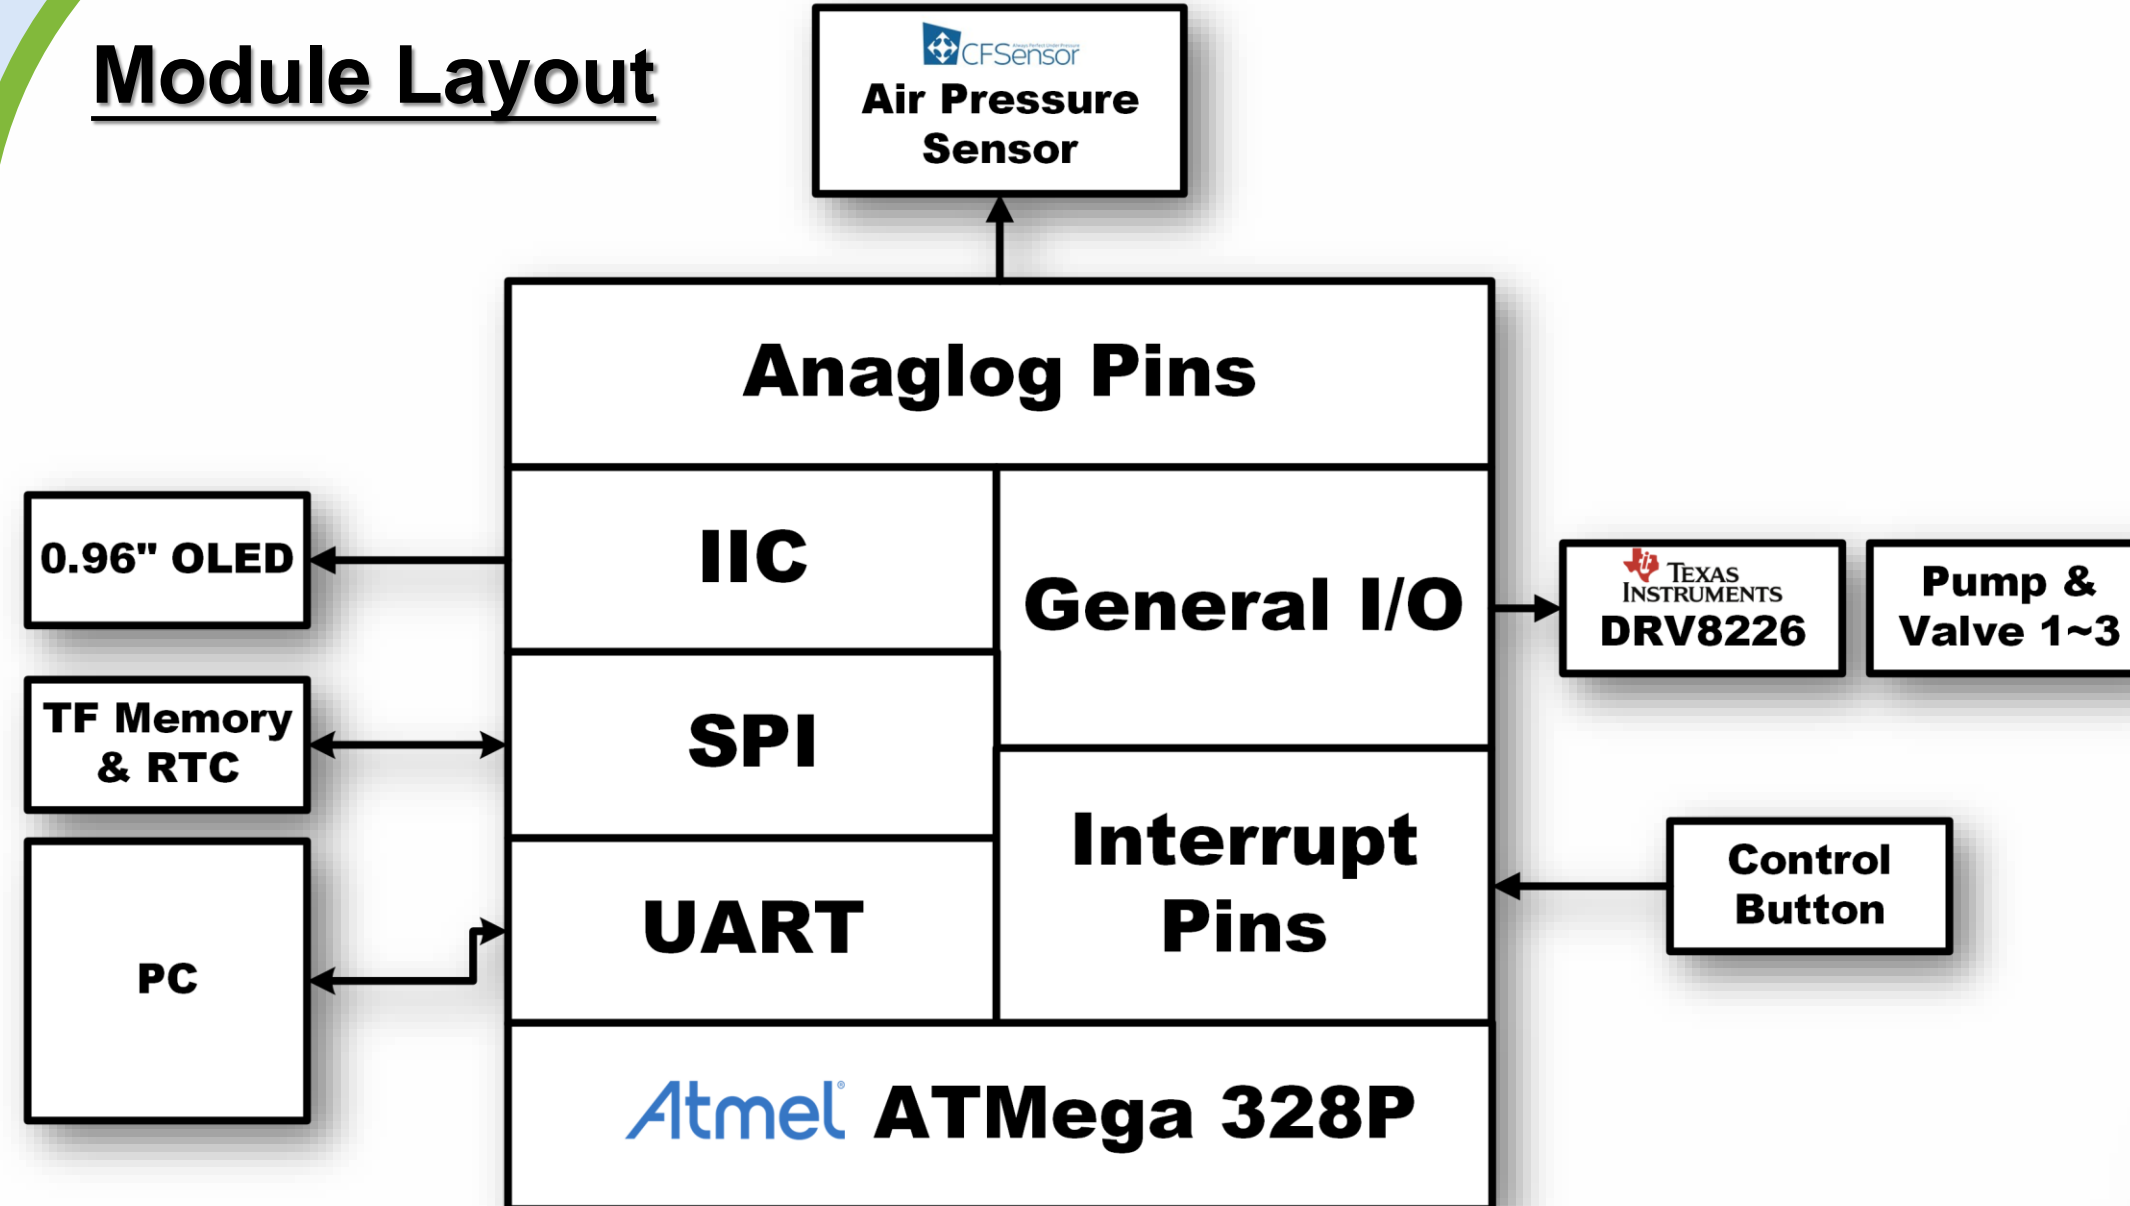 Module Layout
CFSensor
Air Pressure
Sensor
Anaglog Pins
IIC
General I/O
SPI
Interrupt
Pins
UART
Atmel® ATMega 328P
0.96" OLED
TF Memory
& RTC
PC
TEXAS
INSTRUMENTS
DRV8226
Pump &
Valve 1~3
Control
Button